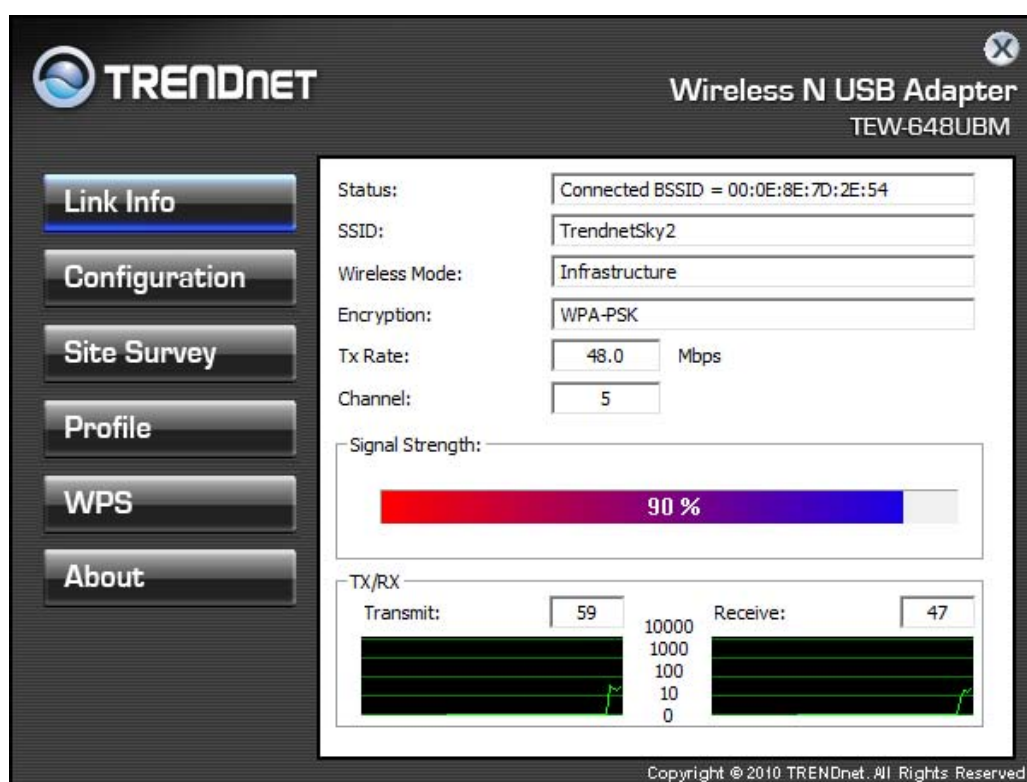 TRENDNET
Wireless N USB Adapter
TEW-648UBM
Link Info
Configuration
Site Survey
Profile
WPS
About
Status: Connected BSSID = 00:0E:8E:7D:2E:54
SSID: TrendnetSky2
Wireless Mode: Infrastructure
Encryption: WPA-PSK
Tx Rate: 48.0 Mbps
Channel: 5
Signal Strength:
90 %
TX/RX
Transmit: 59
Receive: 47
10000
1000
100
10
0
Copyright © 2010 TRENDnet. All Rights Reserved